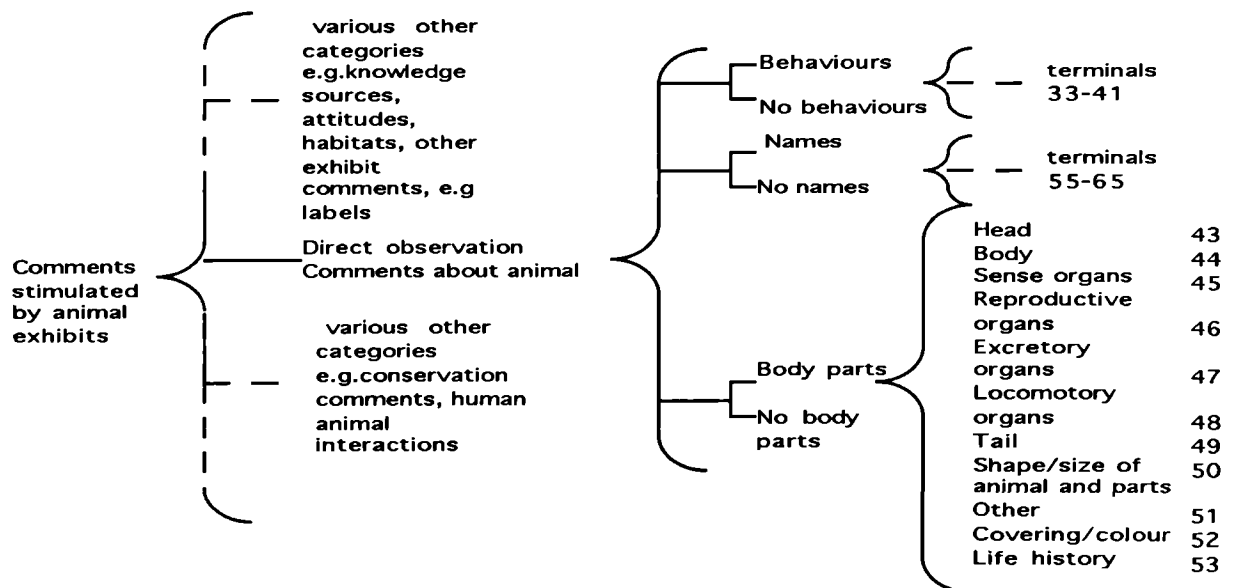 Comments
stimulated
by animal
exhibits
various other
categories
e.g.knowledge
sources,
attitudes,
habitats, other
exhibit
comments, e.g
labels
Direct observation
Comments about animal
various other
categories
e.g.conservation
comments, human
animal
interactions
Behaviours
No behaviours
terminals
33-41
Names
No names
terminals
55-65
Body parts
No body
parts
Head 43
Body 44
Sense organs 45
Reproductive
organs 46
Excretory
organs 47
Locomotory
organs 48
Tail 49
Shape/size of 50
animal and parts
Other 51
Covering/colour 52
Life history 53